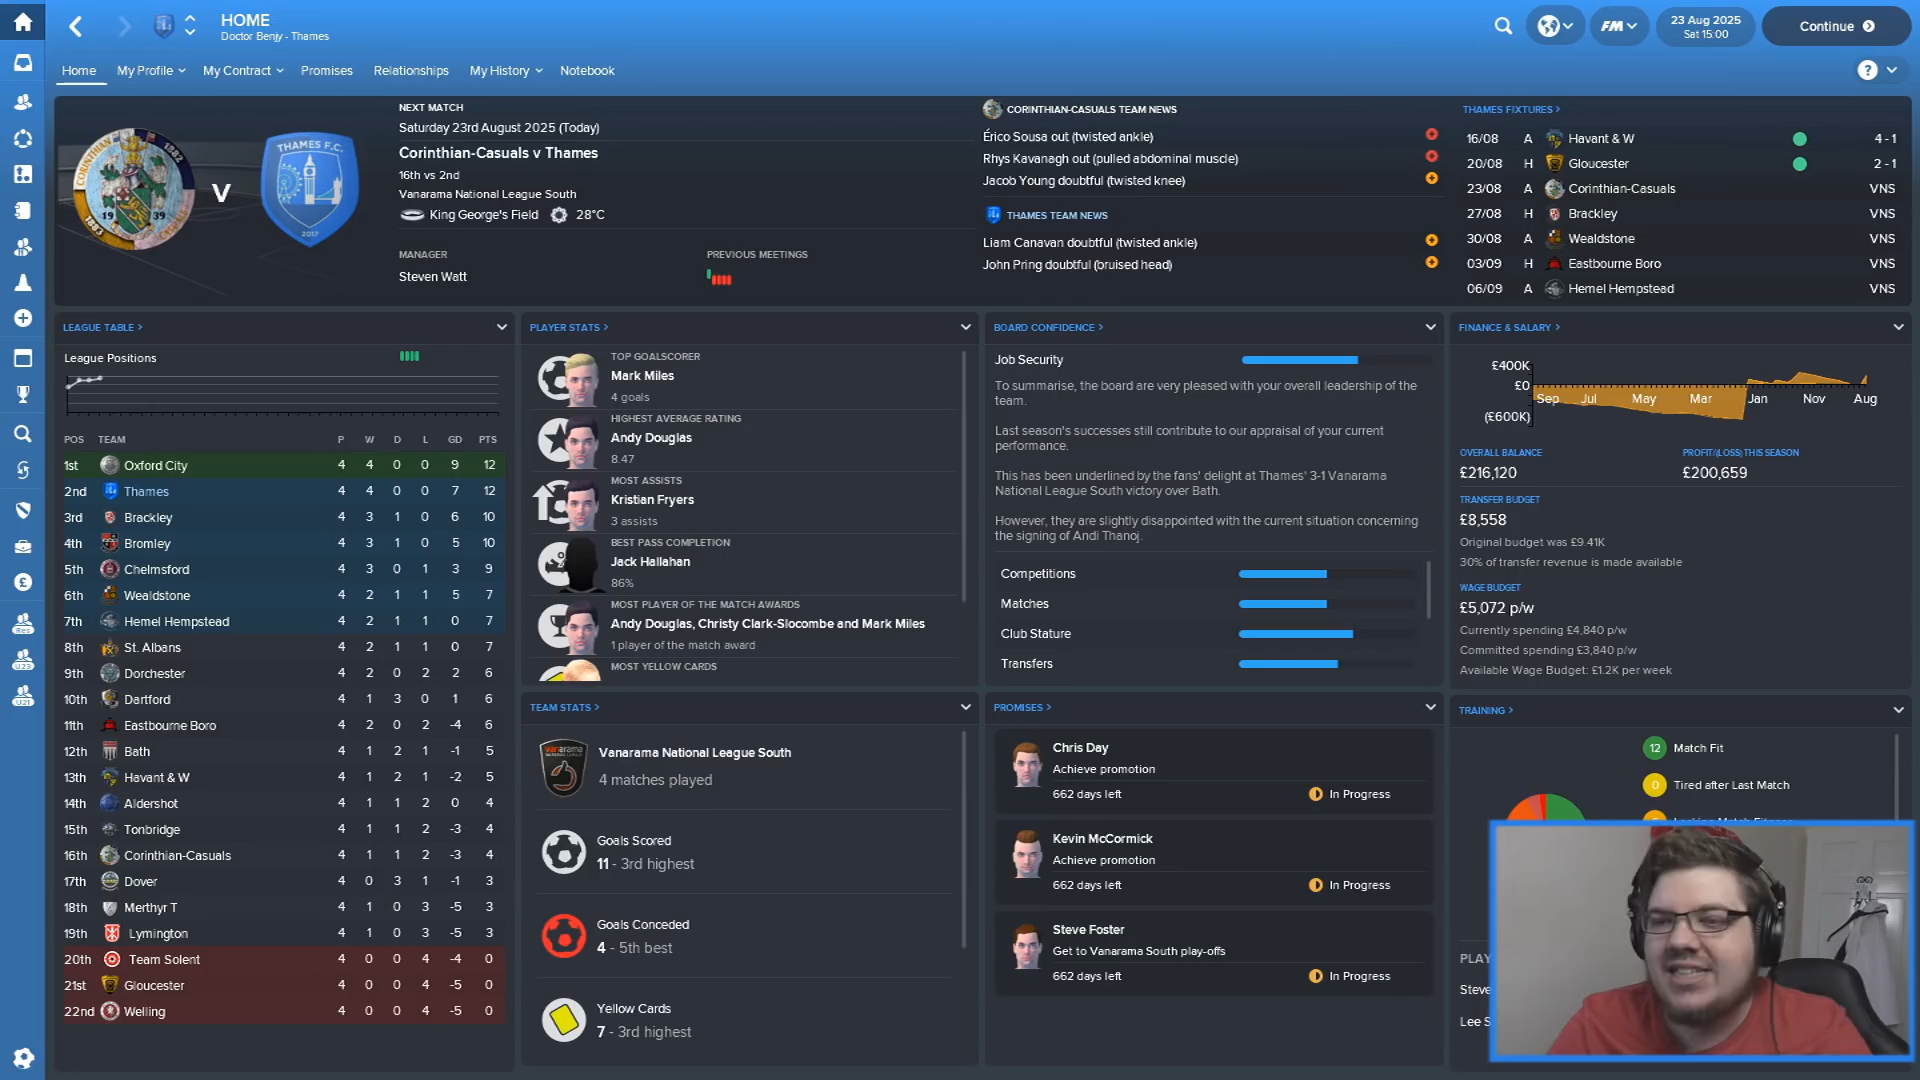 HOME
Doctor Benjy - Thames
FM
23 Aug 2025
Sat 15:00
Continue
Home
My Profile
My Contract
Promises
Relationships
My History
Notebook
?
CORINTHIAN
1882
19 39
1883
V
THAMES F.C.
2017
NEXT MATCH
Saturday 23rd August 2025 (Today)
Corinthian-Casuals v Thames
16th vs 2nd
Vanarama National League South
King George's Field 28°C
MANAGER
Steven Watt
PREVIOUS MEETINGS
CORINTHIAN-CASUALS TEAM NEWS
Érico Sousa out (twisted ankle)
Rhys Kavanagh out (pulled abdominal muscle)
Jacob Young doubtful (twisted knee)
THAMES TEAM NEWS
Liam Canavan doubtful (twisted ankle)
John Pring doubtful (bruised head)
THAMES FIXTURES >
16/08 A Havant & W 4 - 1
20/08 H Gloucester 2 - 1
23/08 A Corinthian-Casuals VNS
27/08 H Brackley VNS
30/08 A Wealdstone VNS
03/09 H Eastbourne Boro VNS
06/09 A Hemel Hempstead VNS
LEAGUE TABLE >
League Positions
POS TEAM P W D L GD PTS
1st Oxford City 4 4 0 0 9 12
2nd Thames 4 4 0 0 7 12
3rd Brackley 4 3 1 0 6 10
4th Bromley 4 3 1 0 5 10
5th Chelmsford 4 3 0 1 3 9
6th Wealdstone 4 2 1 1 5 7
7th Hemel Hempstead 4 2 1 1 0 7
8th St. Albans 4 2 1 1 0 7
9th Dorchester 4 2 0 2 2 6
10th Dartford 4 1 3 0 1 6
11th Eastbourne Boro 4 2 0 2 -4 6
12th Bath 4 1 2 1 -1 5
13th Havant & W 4 1 2 1 -2 5
14th Aldershot 4 1 1 2 0 4
15th Tonbridge 4 1 1 2 -3 4
16th Corinthian-Casuals 4 1 1 2 -3 4
17th Dover 4 0 3 1 -1 3
18th Merthyr T 4 1 0 3 -5 3
19th Lymington 4 1 0 3 -5 3
20th Team Solent 4 0 0 4 -4 0
21st Gloucester 4 0 0 4 -5 0
22nd Welling 4 0 0 4 -5 0
PLAYER STATS >
TOP GOALSCORER
Mark Miles
4 goals
HIGHEST AVERAGE RATING
Andy Douglas
8.47
MOST ASSISTS
Kristian Fryers
3 assists
BEST PASS COMPLETION
Jack Hallahan
86%
MOST PLAYER OF THE MATCH AWARDS
Andy Douglas, Christy Clark-Slocombe and Mark Miles
1 player of the match award
MOST YELLOW CARDS
TEAM STATS >
vanarama
Vanarama National League South
4 matches played
Goals Scored
11 - 3rd highest
Goals Conceded
4 - 5th best
Yellow Cards
7 - 3rd highest
BOARD CONFIDENCE >
Job Security
To summarise, the board are very pleased with your overall leadership of the
team.
Last season's successes still contribute to our appraisal of your current
performance.
This has been underlined by the fans' delight at Thames' 3-1 Vanarama
National League South victory over Bath.
However, they are slightly disappointed with the current situation concerning
the signing of Andi Thanoj.
Competitions
Matches
Club Stature
Transfers
PROMISES >
Chris Day
Achieve promotion
662 days left
In Progress
Kevin McCormick
Achieve promotion
662 days left
In Progress
Steve Foster
Get to Vanarama South play-offs
662 days left
In Progress
FINANCE & SALARY >
£400K
£0
(£600K)
Sep Jul May Mar Jan Nov Aug
OVERALL BALANCE
£216,120
PROFIT/(LOSS) THIS SEASON
£200,659
TRANSFER BUDGET
£8,558
Original budget was £9.41K
30% of transfer revenue is made available
WAGE BUDGET
£5,072 p/w
Currently spending £4,840 p/w
Committed spending £3,840 p/w
Available Wage Budget: £1.2K per week
TRAINING >
12 Match Fit
0 Tired after Last Match
PLAY
Steve
Lee S
Res
U23
U21